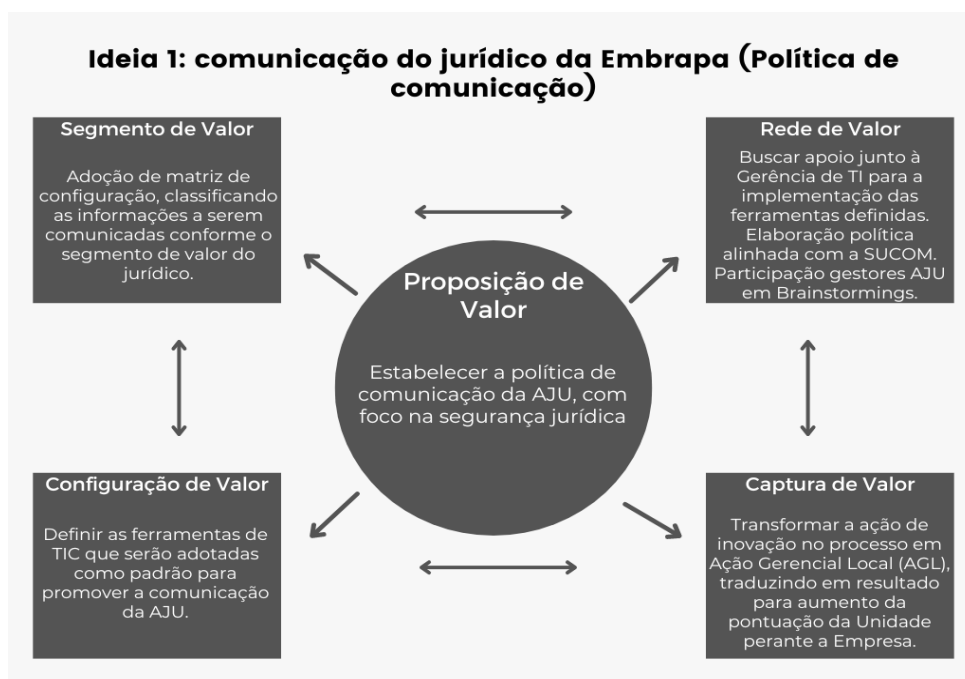 Ideia 1: comunicação do jurídico da Embrapa (Política de
comunicação)
Segmento de Valor
Adoção de matriz de
configuração, classificando
as informações a serem
comunicadas conforme o
segmento de valor do
jurídico.
Rede de Valor
Buscar apoio junto à
Gerência de TI para a
implementação das
ferramentas definidas.
Elaboração política
alinhada com a SUCOM.
Participação gestores AJU
em Brainstormings.
Proposição de
Valor
Estabelecer a política de
comunicação da AJU, com
foco na segurança jurídica
Configuração de Valor
Definir as ferramentas de
TIC que serão adotadas
como padrão para
promover a comunicação
da AJU.
Captura de Valor
Transformar a ação de
inovação no processo em
Ação Gerencial Local (AGL),
traduzindo em resultado
para aumento da
pontuação da Unidade
perante a Empresa.